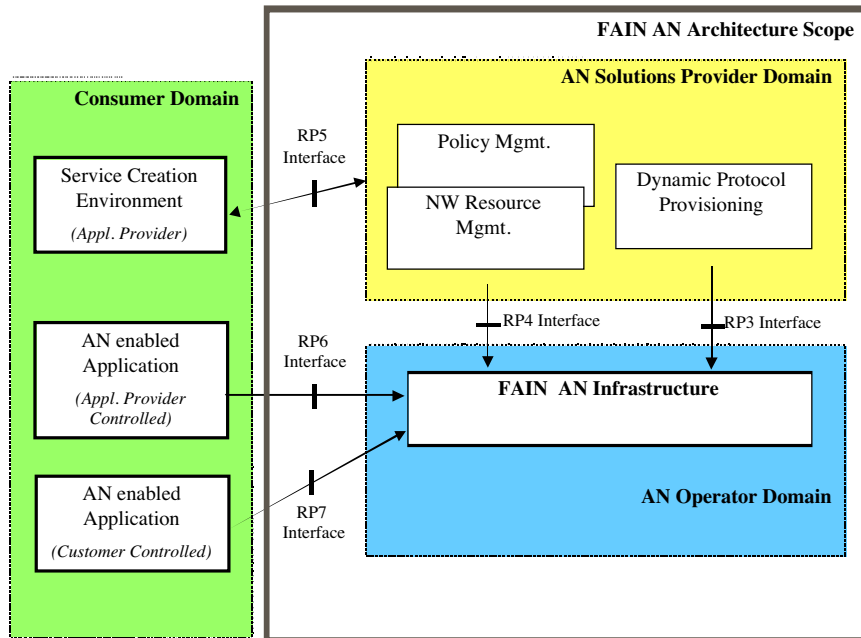 FAIN AN Architecture Scope
Consumer Domain
Service Creation
Environment
(Appl. Provider)
AN enabled
Application
(Appl. Provider
Controlled)
AN enabled
Application
(Customer Controlled)
RP5
Interface
RP6
Interface
RP7
Interface
AN Solutions Provider Domain
Policy Mgmt.
NW Resource
Mgmt.
Dynamic Protocol
Provisioning
RP4 Interface
RP3 Interface
FAIN AN Infrastructure
AN Operator Domain